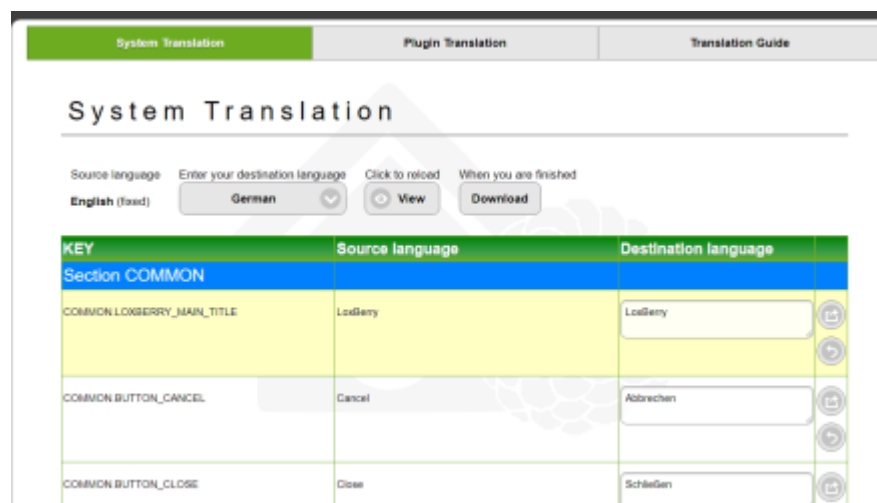 System Translation
Plugin Translation
Translation Guide
System Translation
Source language
Enter your destination language
Click to reload
When you are finished
English (fixed)
German
View
Download
KEY
Source language
Destination language
Section COMMON
COMMON.LOXBERRY_MAIN_TITLE
LoxBerry
LoxBerry
COMMON.BUTTON_CANCEL
Cancel
Abbrechen
COMMON.BUTTON_CLOSE
Close
Schließen